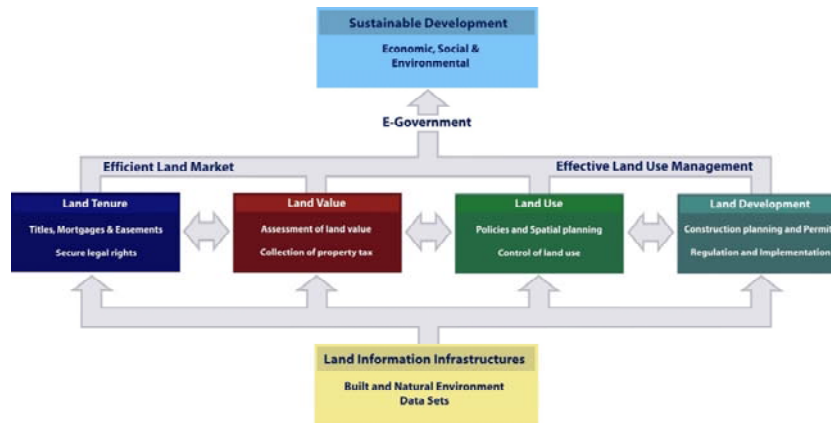 Sustainable Development
Economic, Social &
Environmental
E-Government
Efficient Land Market
Effective Land Use Management
Land Tenure
Titles, Mortgages & Easements
Secure legal rights
Land Value
Assessment of land value
Collection of property tax
Land Use
Policies and Spatial planning
Control of land use
Land Development
Construction planning and Permit
Regulation and Implementation
Land Information Infrastructures
Built and Natural Environment
Data Sets